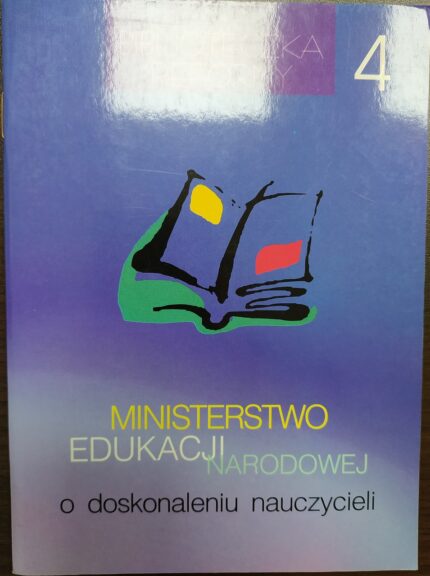 4
MINISTERSTWO
EDUKACJI
NARODOWEJ
o doskonaleniu nauczycieli